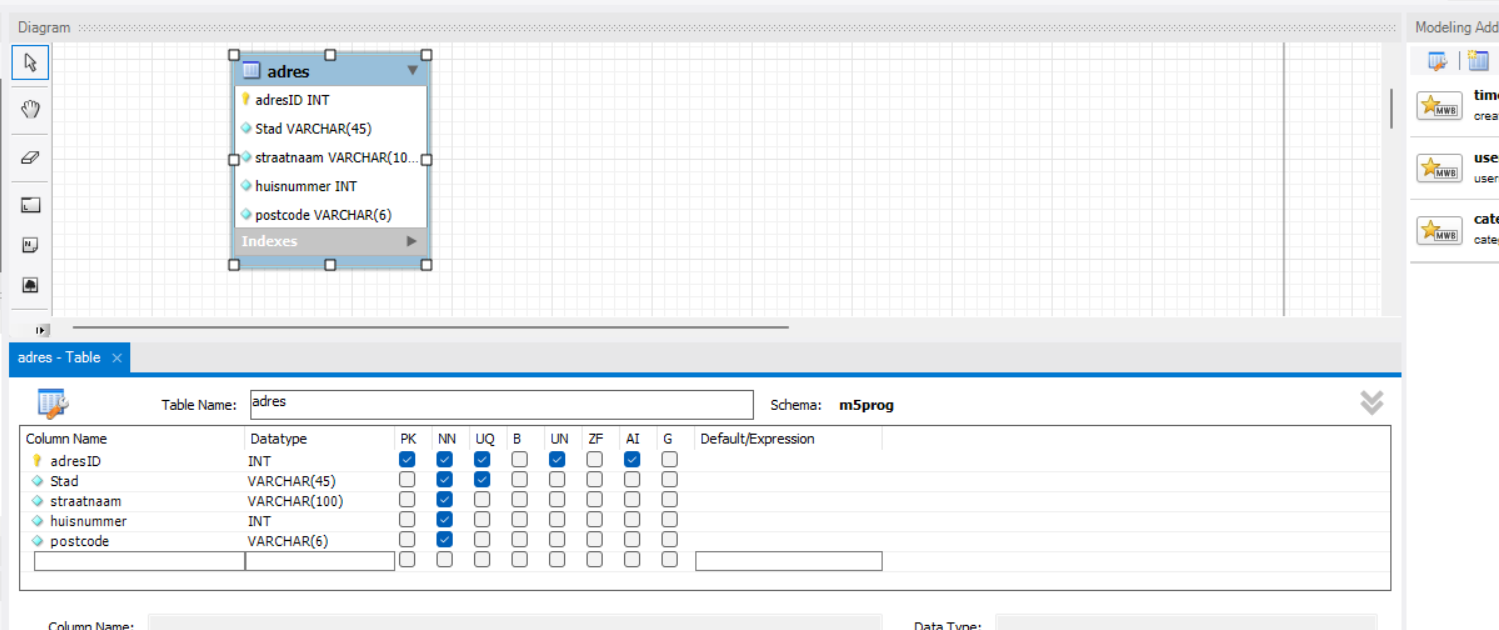 Diagram
Modeling Add
adres
adresID INT
Stad VARCHAR(45)
straatnaam VARCHAR(10...
huisnummer INT
postcode VARCHAR(6)
Indexes
MWB
time
crea
MWB
use
user
MWB
cate
cate
adres - Table
Table Name: adres Schema: m5prog
Column Name Datatype PK NN UQ B UN ZF AI G Default/Expression
adresID INT
Stad VARCHAR(45)
straatnaam VARCHAR(100)
huisnummer INT
postcode VARCHAR(6)
Column Name: Data Type: